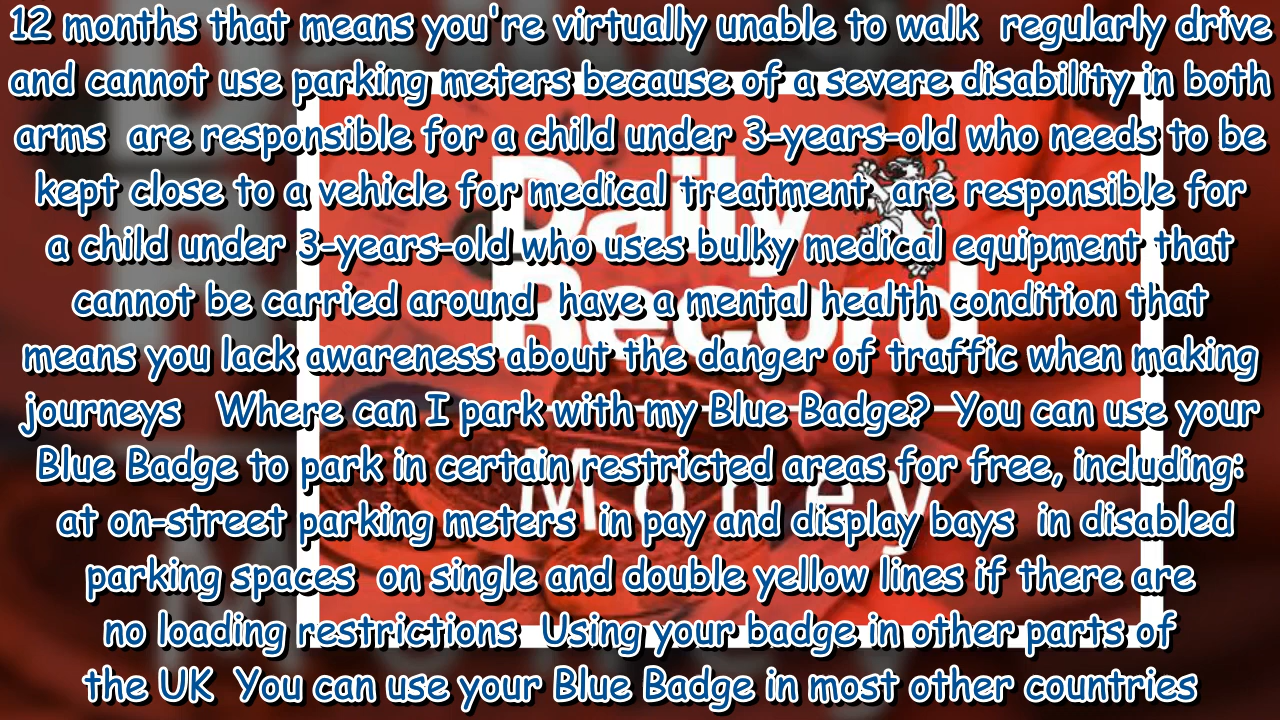 12 months that means you're virtually unable to walk  regularly drive
and cannot use parking meters because of a severe disability in both
arms  are responsible for a child under 3-years-old who needs to be
kept close to a vehicle for medical treatment  are responsible for
a child under 3-years-old who uses bulky medical equipment that
cannot be carried around  have a mental health condition that
means you lack awareness about the danger of traffic when making
journeys   Where can I park with my Blue Badge?  You can use your
Blue Badge to park in certain restricted areas for free, including:
at on-street parking meters  in pay and display bays  in disabled
parking spaces  on single and double yellow lines if there are
no loading restrictions  Using your badge in other parts of
the UK  You can use your Blue Badge in most other countries
Daily
Record
Money